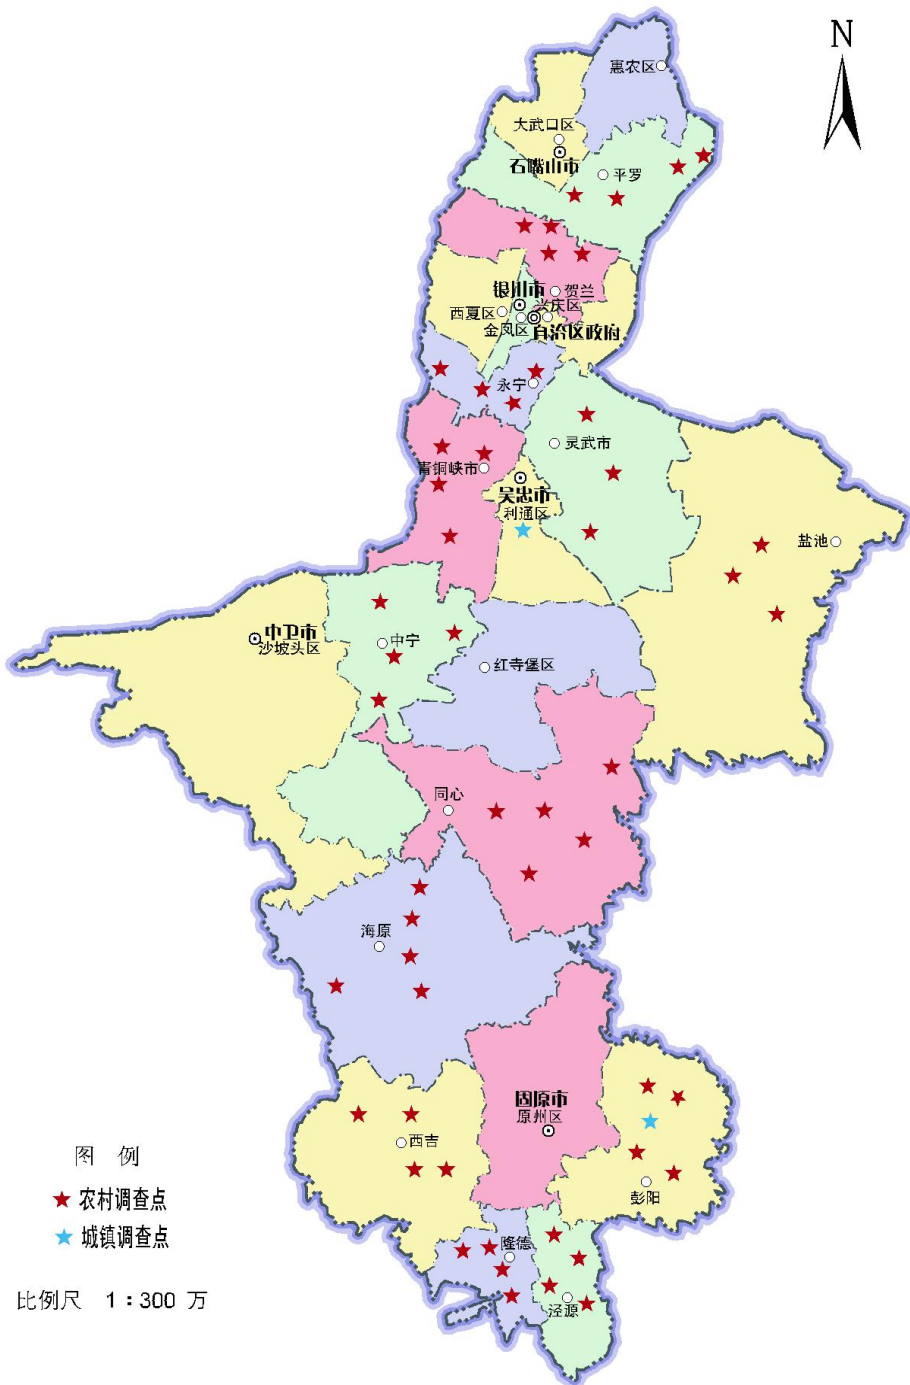 N
惠农区
大武口区
石嘴山市
平罗
银川市
贺兰
兴庆区
西夏区
金凤区
自治区政府
永宁
灵武市
青铜峡市
吴忠市
利通区
盐池
中卫市
沙坡头区
中宁
红寺堡区
同心
海原
固原市
原州区
西吉
彭阳
隆德
泾源
图 例
农村调查点
城镇调查点
比例尺 1：300 万